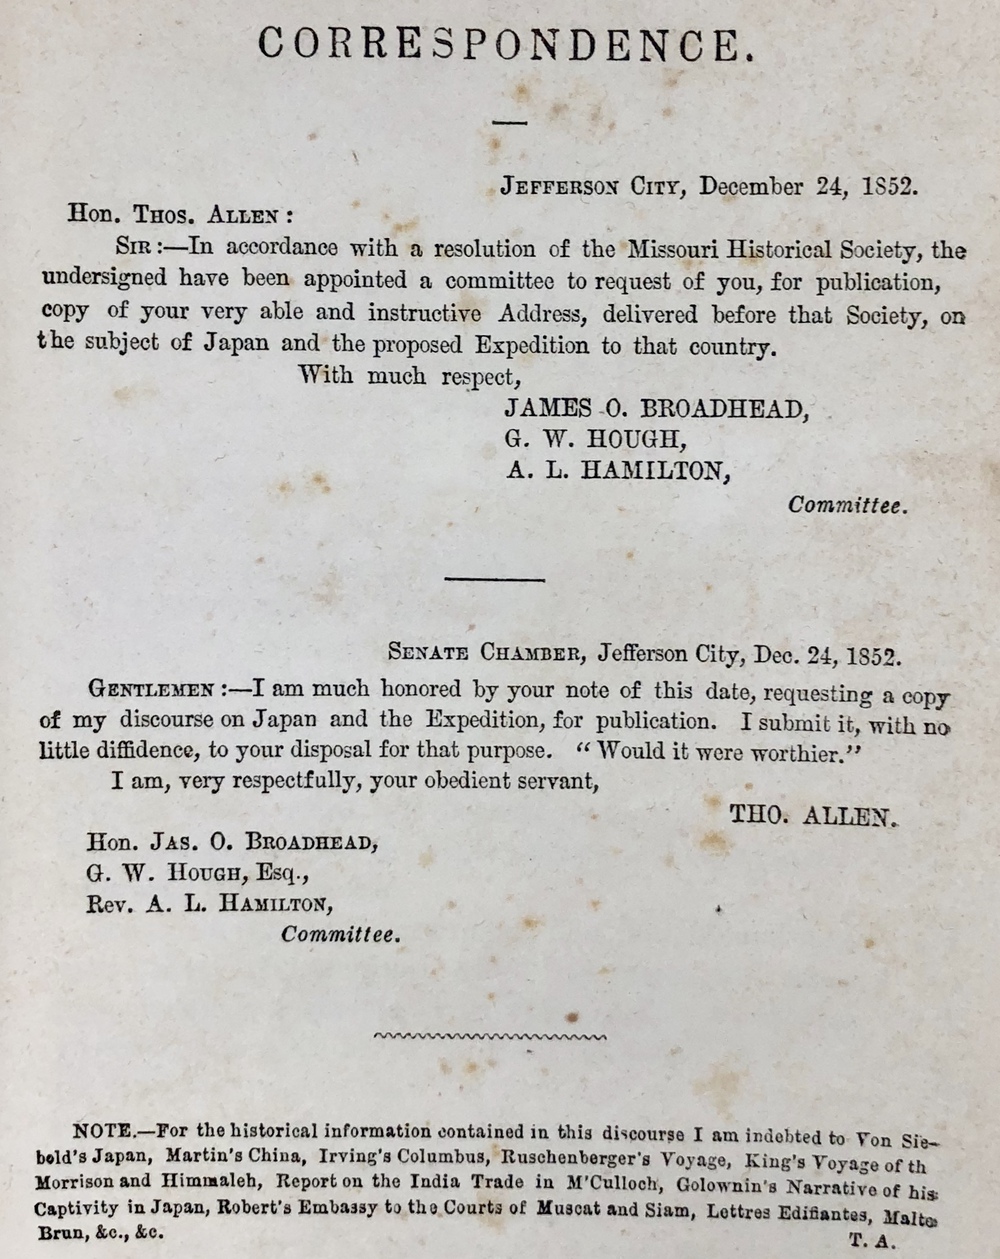 CORRESPONDENCE.
JEFFERSON CITY, December 24, 1852.
Hon. THOS. ALLEN :
SIR :—In accordance with a resolution of the Missouri Historical Society, the
undersigned have been appointed a committee to request of you, for publication,
copy of your very able and instructive Address, delivered before that Society, on
the subject of Japan and the proposed Expedition to that country.
With much respect,
JAMES O. BROADHEAD,
G. W. HOUGH,
A. L. HAMILTON,
Committee.
SENATE CHAMBER, Jefferson City, Dec. 24, 1852.
GENTLEMEN :—I am much honored by your note of this date, requesting a copy
of my discourse on Japan and the Expedition, for publication. I submit it, with no
little diffidence, to your disposal for that purpose. “ Would it were worthier.”
I am, very respectfully, your obedient servant,
THO. ALLEN.
Hon. JAS. O. BROADHEAD,
G. W. HOUGH, Esq.,
Rev. A. L. HAMILTON,
Committee.
NOTE.—For the historical information contained in this discourse I am indebted to Von Sie-
bold's Japan, Martin's China, Irving's Columbus, Ruschenberger's Voyage, King's Voyage of th
Morrison and Himmaleh, Report on the India Trade in M'Culloch, Golownin's Narrative of his
Captivity in Japan, Robert's Embassy to the Courts of Muscat and Siam, Lettres Edifiantes, Malte
Brun, &c., &c.
T. A.